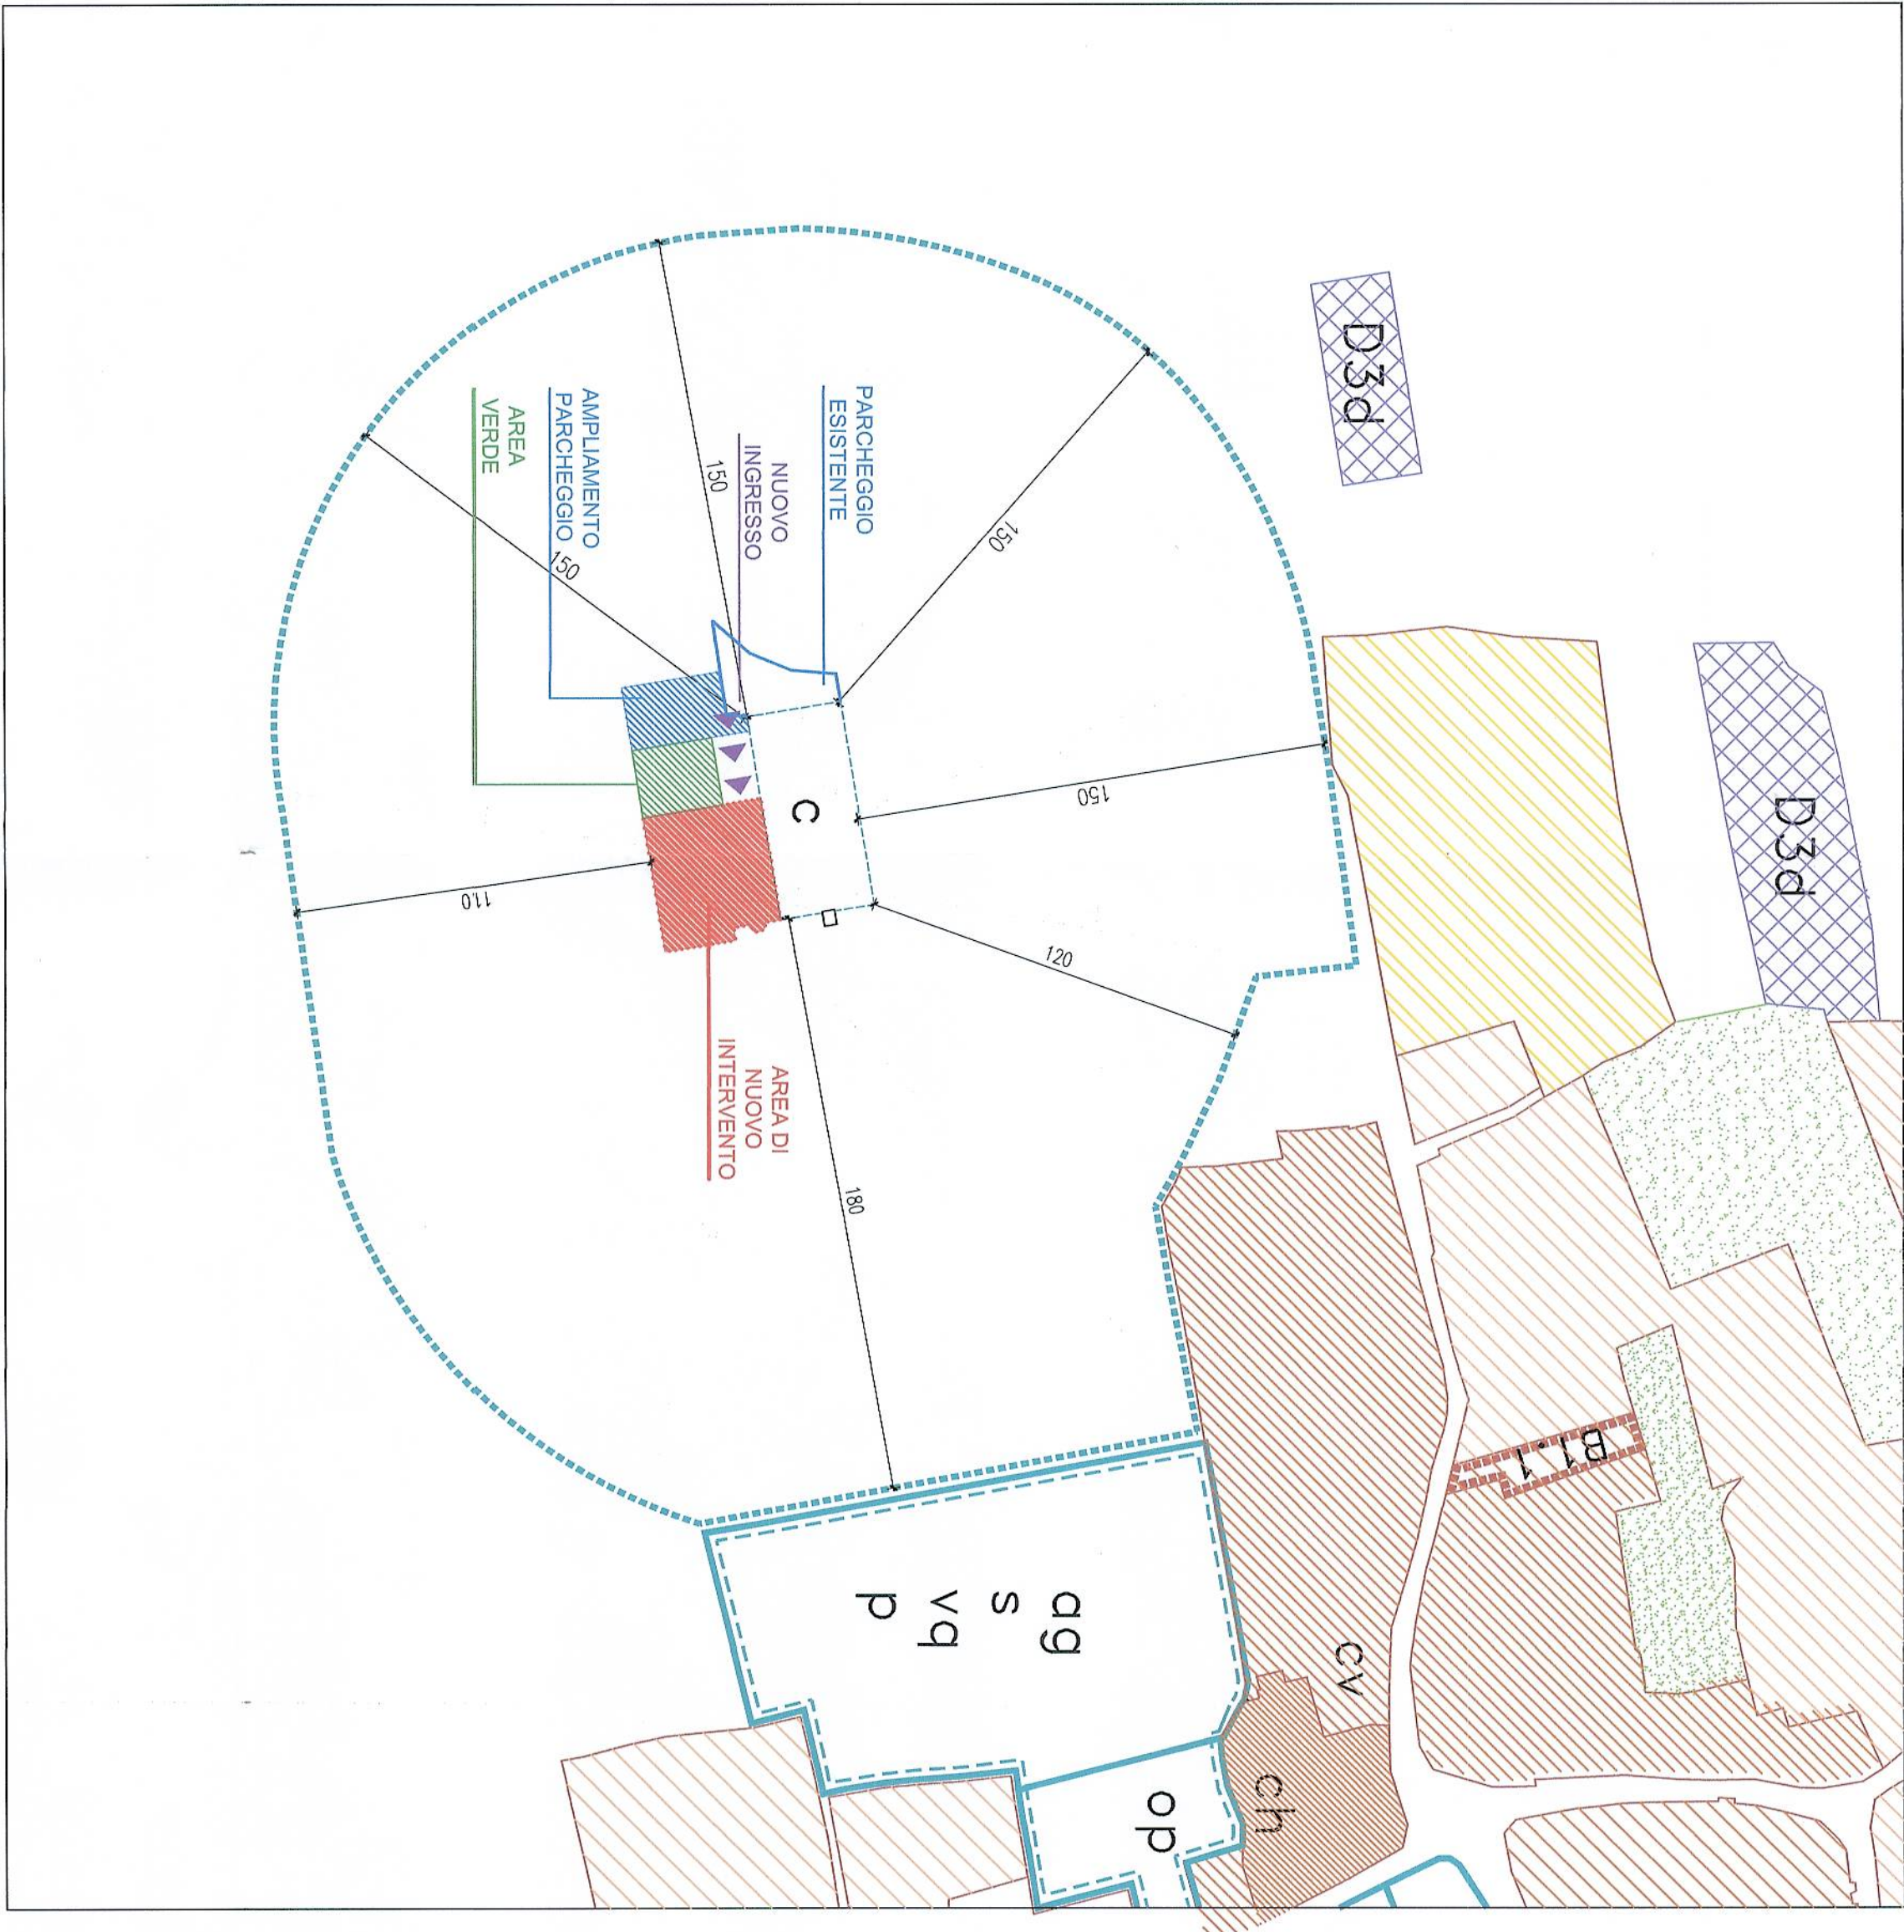 D3d
D3d
PARCHEGGIO
ESISTENTE
NUOVO
INGRESSO
AMPLIAMENTO
PARCHEGGIO
AREA
VERDE
150
150
150
150
C
110
120
180
AREA DI
NUOVO
INTERVENTO
B1.1
ag
s
vq
p
cv
ch
op